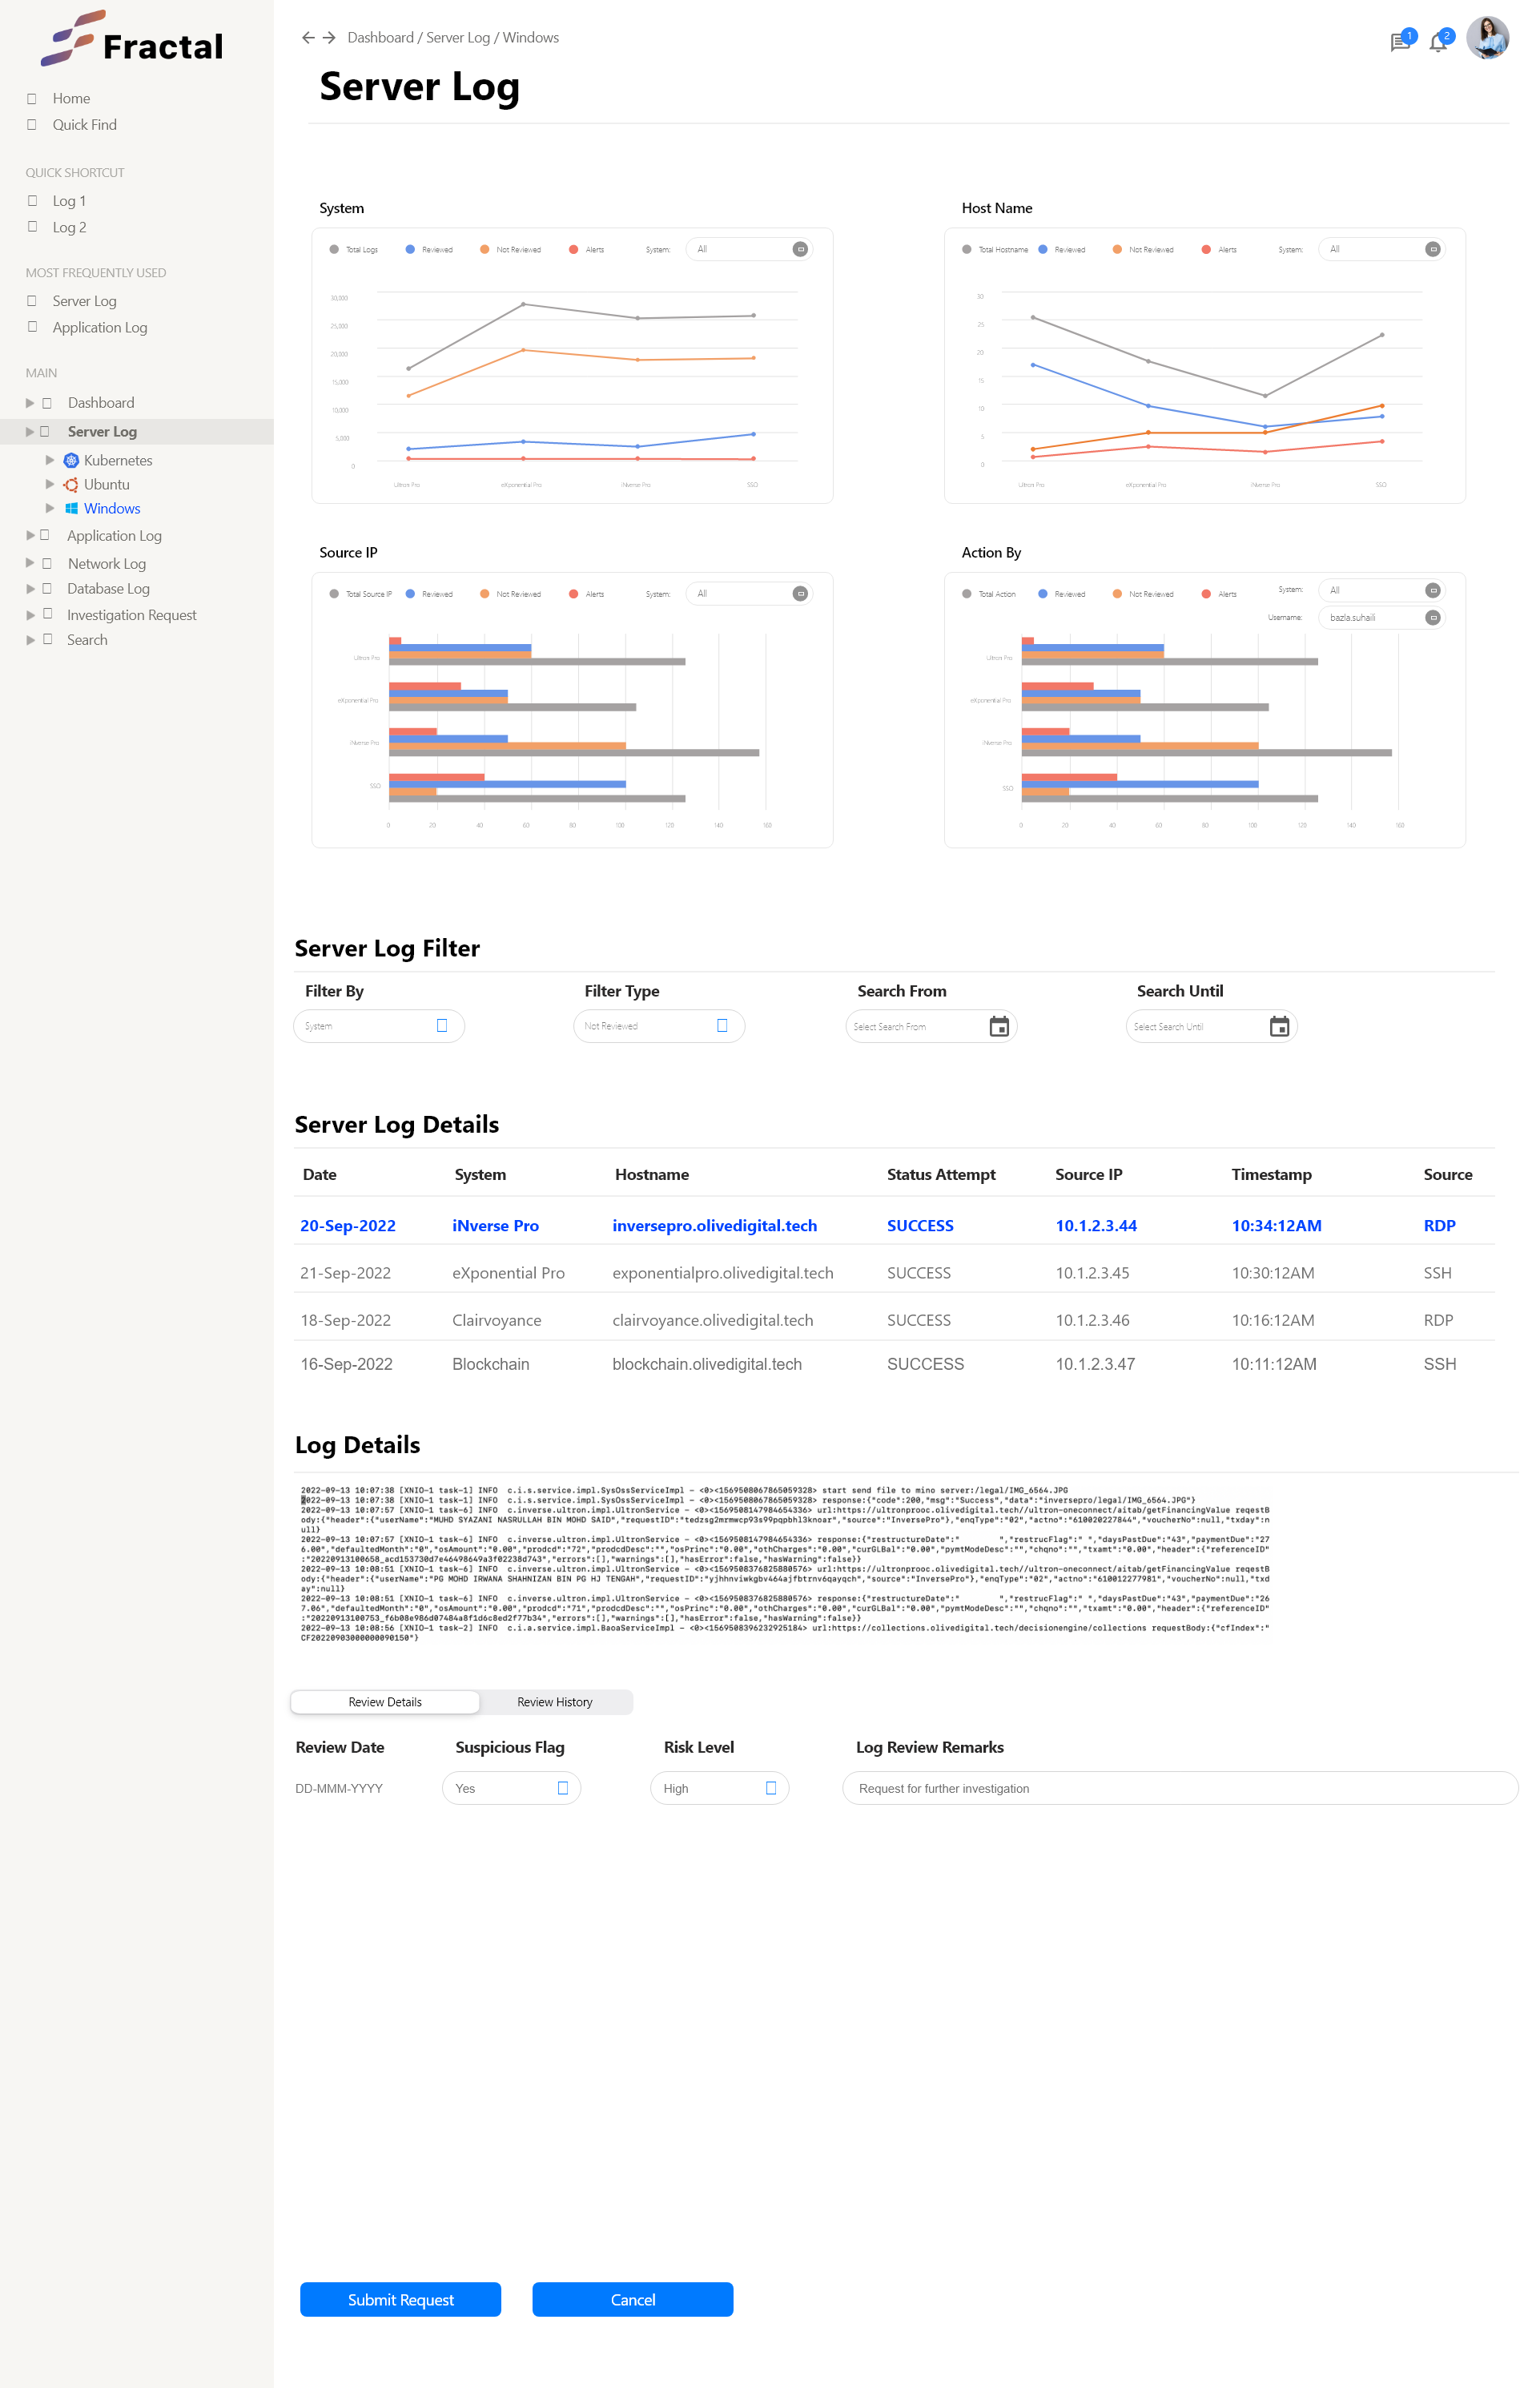 Fractal
Home
Quick Find
QUICK SHORTCUT
Log 1
Log 2
MOST FREQUENTLY USED
Server Log
Application Log
MAIN
Dashboard
Server Log
Kubernetes
Ubuntu
Windows
Application Log
Network Log
Database Log
Investigation Request
Search
Dashboard / Server Log / Windows
1
2
Server Log
System
Total Logs Reviewed Not Reviewed Alerts System: All
30,000
25,000
20,000
15,000
10,000
5,000
0
Ultron Pro eXponential Pro iNverse Pro SSO
Host Name
Total Hostname Reviewed Not Reviewed Alerts System: All
30
25
20
15
10
5
0
Ultron Pro eXponential Pro iNverse Pro SSO
Source IP
Total Source IP Reviewed Not Reviewed Alerts System: All
Ultron Pro
eXponential Pro
iNverse Pro
SSO
0 20 40 60 80 100 120 140 160
Action By
Total Action Reviewed Not Reviewed Alerts System: All
Username: bazla.suhaili
Ultron Pro
eXponential Pro
iNverse Pro
SSO
0 20 40 60 80 100 120 140 160
Server Log Filter
Filter By Filter Type Search From Search Until
System Not Reviewed Select Search From Select Search Until
Server Log Details
Date System Hostname Status Attempt Source IP Timestamp Source
20-Sep-2022 iNverse Pro inversepro.olivedigital.tech SUCCESS 10.1.2.3.44 10:34:12AM RDP
21-Sep-2022 eXponential Pro exponentialpro.olivedigital.tech SUCCESS 10.1.2.3.45 10:30:12AM SSH
18-Sep-2022 Clairvoyance clairvoyance.olivedigital.tech SUCCESS 10.1.2.3.46 10:16:12AM RDP
16-Sep-2022 Blockchain blockchain.olivedigital.tech SUCCESS 10.1.2.3.47 10:11:12AM SSH
Log Details
2022-09-13 10:07:38 [XNIO-1 task-1] INFO c.i.s.service.impl.SysOssServiceImpl - <0><1569508067865059328> start send file to mino server:/legal/IMG_6564.JPG
2022-09-13 10:07:38 [XNIO-1 task-1] INFO c.i.s.service.impl.SysOssServiceImpl - <0><1569508067865059328> response:{"code":200,"msg":"Success","data":"inversepro/legal/IMG_6564.JPG"}
2022-09-13 10:07:57 [XNIO-1 task-6] INFO c.inverse.ultron.impl.UltronService - <0><1569508147984654336> url:https://ultronprooc.olivedigital.tech//ultron-oneconnect/aitab/getFinancingValue reqestB
ody:{"header":{"userName":"MUHD SYAZANI NASRULLAH BIN MOHD SAID","requestID":"tedzsg2mrmwcp93s99pqpbhl3knoar","source":"InversePro"},"enqType":"02","actno":"610020227844","voucherNo":null,"txday":n
ull}
2022-09-13 10:07:57 [XNIO-1 task-6] INFO c.inverse.ultron.impl.UltronService - <0><1569508147984654336> response:{"restructureDate":" ","restrucFlag":" ","daysPastDue":"43","paymentDue":"27
6.00","defaultedMonth":"0","osAmount":"0.00","prodcd":"72","prodcdDesc":"","osPrinc":"0.00","othCharges":"0.00","curGLBal":"0.00","pymtModeDesc":"","chqno":"","txamt":"0.00","header":{"referenceID"
:"20220913100658_acd153730d7e46498649a3f02238d743","errors":[],"warnings":[],"hasError":false,"hasWarning":false}}
2022-09-13 10:08:51 [XNIO-1 task-6] INFO c.inverse.ultron.impl.UltronService - <0><1569508376825880576> url:https://ultronprooc.olivedigital.tech//ultron-oneconnect/aitab/getFinancingValue reqestB
ody:{"header":{"userName":"PG MOHD IRWANA SHAHNIZAN BIN PG HJ TENGAH","requestID":"yjhhnviwkgbv464ajfbtrnv6qayqch","source":"InversePro"},"enqType":"02","actno":"610012277981","voucherNo":null,"txd
ay":null}
2022-09-13 10:08:51 [XNIO-1 task-6] INFO c.inverse.ultron.impl.UltronService - <0><1569508376825880576> response:{"restructureDate":" ","restrucFlag":" ","daysPastDue":"43","paymentDue":"26
7.06","defaultedMonth":"0","osAmount":"0.00","prodcd":"71","prodcdDesc":"","osPrinc":"0.00","othCharges":"0.00","curGLBal":"0.00","pymtModeDesc":"","chqno":"","txamt":"0.00","header":{"referenceID"
:"20220913100753_f6b08e986d07484a8f1d6c8ed2f77b34","errors":[],"warnings":[],"hasError":false,"hasWarning":false}}
2022-09-13 10:08:56 [XNIO-1 task-2] INFO c.i.a.service.impl.BaoaServiceImpl - <0><1569508396232925184> url:https://collections.olivedigital.tech/decisionengine/collections requestBody:{"cfIndex":"
CF20220903000000090150"}
Review Details Review History
Review Date Suspicious Flag Risk Level Log Review Remarks
DD-MMM-YYYY Yes High Request for further investigation
Submit Request Cancel